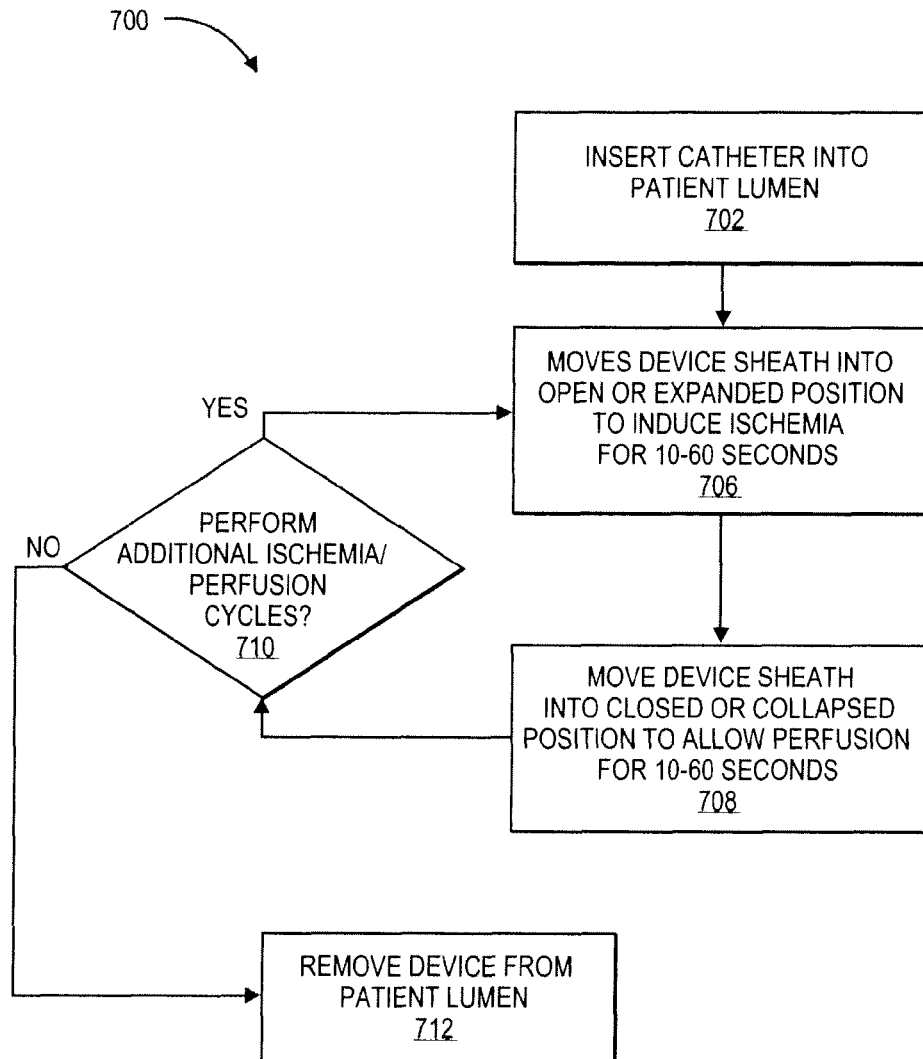 700
INSERT CATHETER INTO
PATIENT LUMEN
702
MOVES DEVICE SHEATH INTO
OPEN OR EXPANDED POSITION
TO INDUCE ISCHEMIA
FOR 10-60 SECONDS
706
YES
NO
PERFORM
ADDITIONAL ISCHEMIA/
PERFUSION
CYCLES?
710
MOVE DEVICE SHEATH
INTO CLOSED OR COLLAPSED
POSITION TO ALLOW PERFUSION
FOR 10-60 SECONDS
708
REMOVE DEVICE FROM
PATIENT LUMEN
712